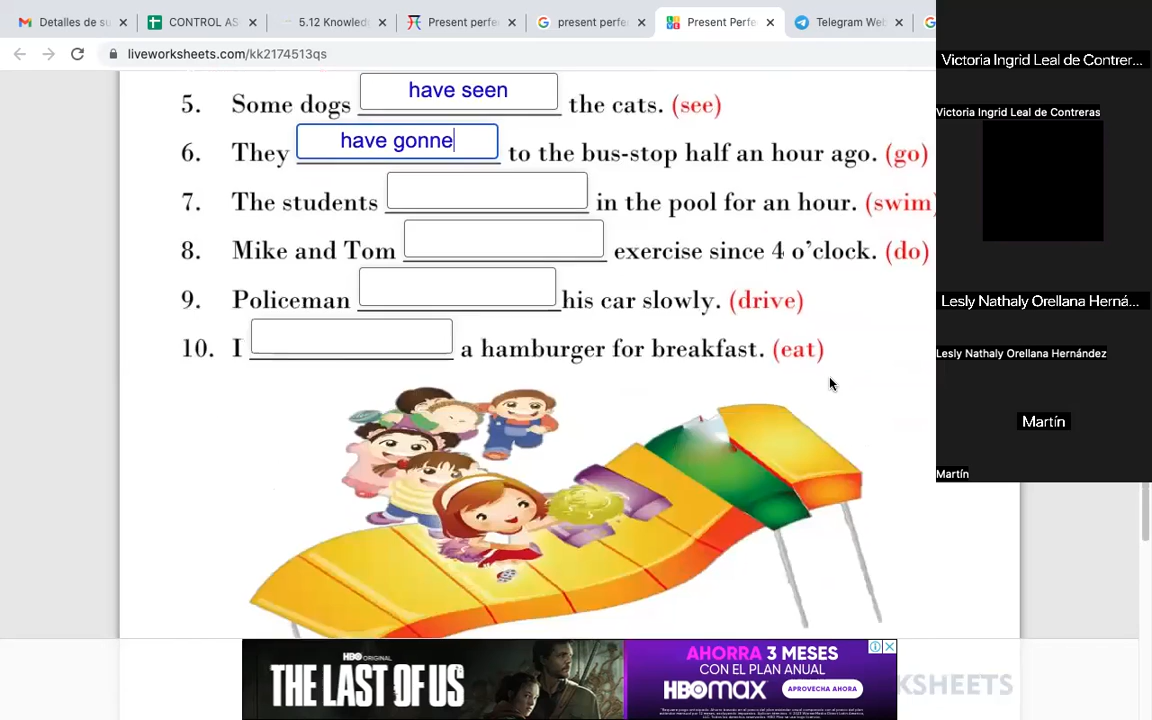 Detalles de su
CONTROL AS
5.12 Knowled
Present perfe
present perfe
Present Perfe
Telegram Web
liveworksheets.com/kk2174513qs
5. Some dogs have seen the cats. (see)
6. They have gonne to the bus-stop half an hour ago. (go)
7. The students in the pool for an hour. (swim)
8. Mike and Tom exercise since 4 o'clock. (do)
9. Policeman his car slowly. (drive)
10. I a hamburger for breakfast. (eat)
Victoria Ingrid Leal de Contrer...
Victoria Ingrid Leal de Contreras
Lesly Nathaly Orellana Herná...
Lesly Nathaly Orellana Hernández
Martín
Martín
HBO ORIGINAL
THE LAST OF US
AHORRA 3 MESES
CON EL PLAN ANUAL
HBOMAX
APROVECHA AHORA
KSHEETS